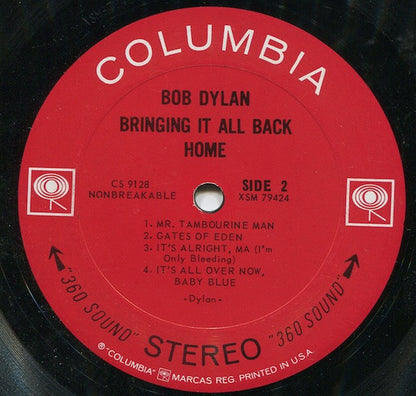 COLUMBIA
BOB DYLAN
BRINGING IT ALL BACK
HOME
CS 9128
NONBREAKABLE
SIDE 2
XSM 79424
1. MR. TAMBOURINE MAN
2. GATES OF EDEN
3. IT'S ALRIGHT, MA (I'm
Only Bleeding)
4. IT'S ALL OVER NOW,
BABY BLUE
-Dylan-
"360 SOUND" STEREO "360 SOUND"
® "COLUMBIA" MARCAS REG. PRINTED IN U.S.A.